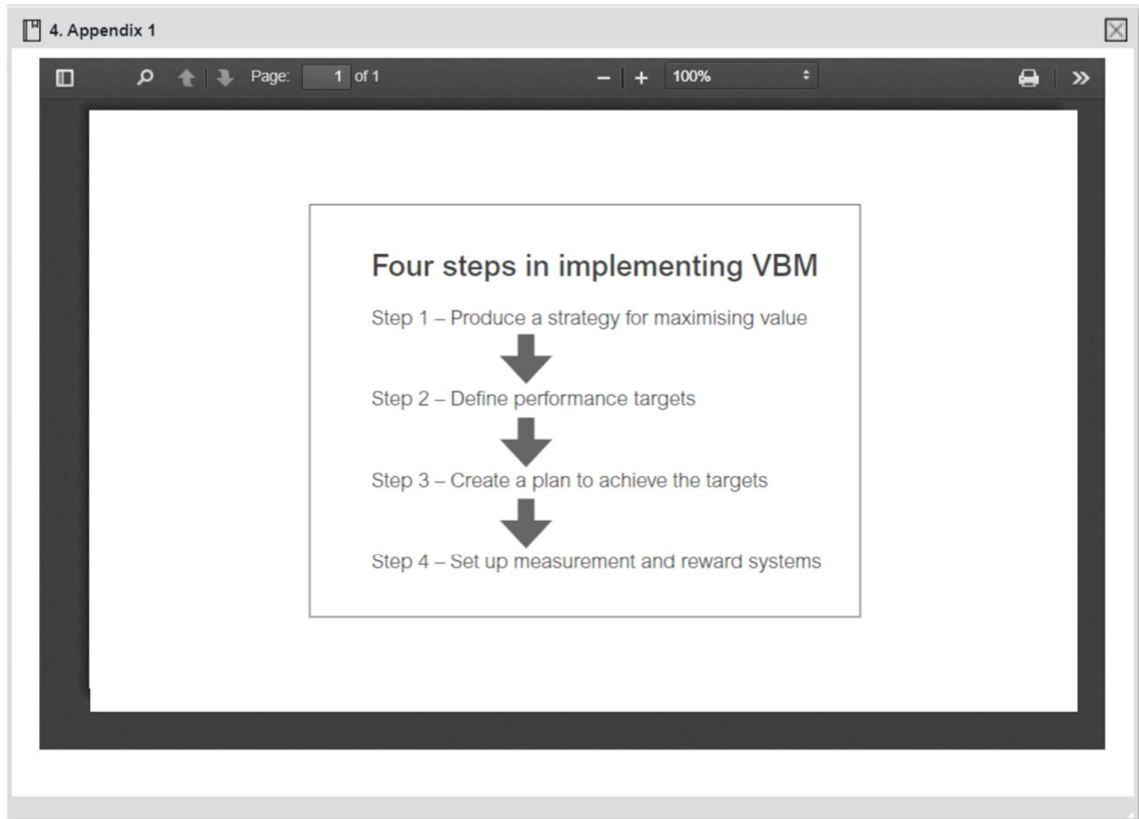 4. Appendix 1
Page: 1 of 1 100%
Four steps in implementing VBM
Step 1 – Produce a strategy for maximising value
Step 2 – Define performance targets
Step 3 – Create a plan to achieve the targets
Step 4 – Set up measurement and reward systems